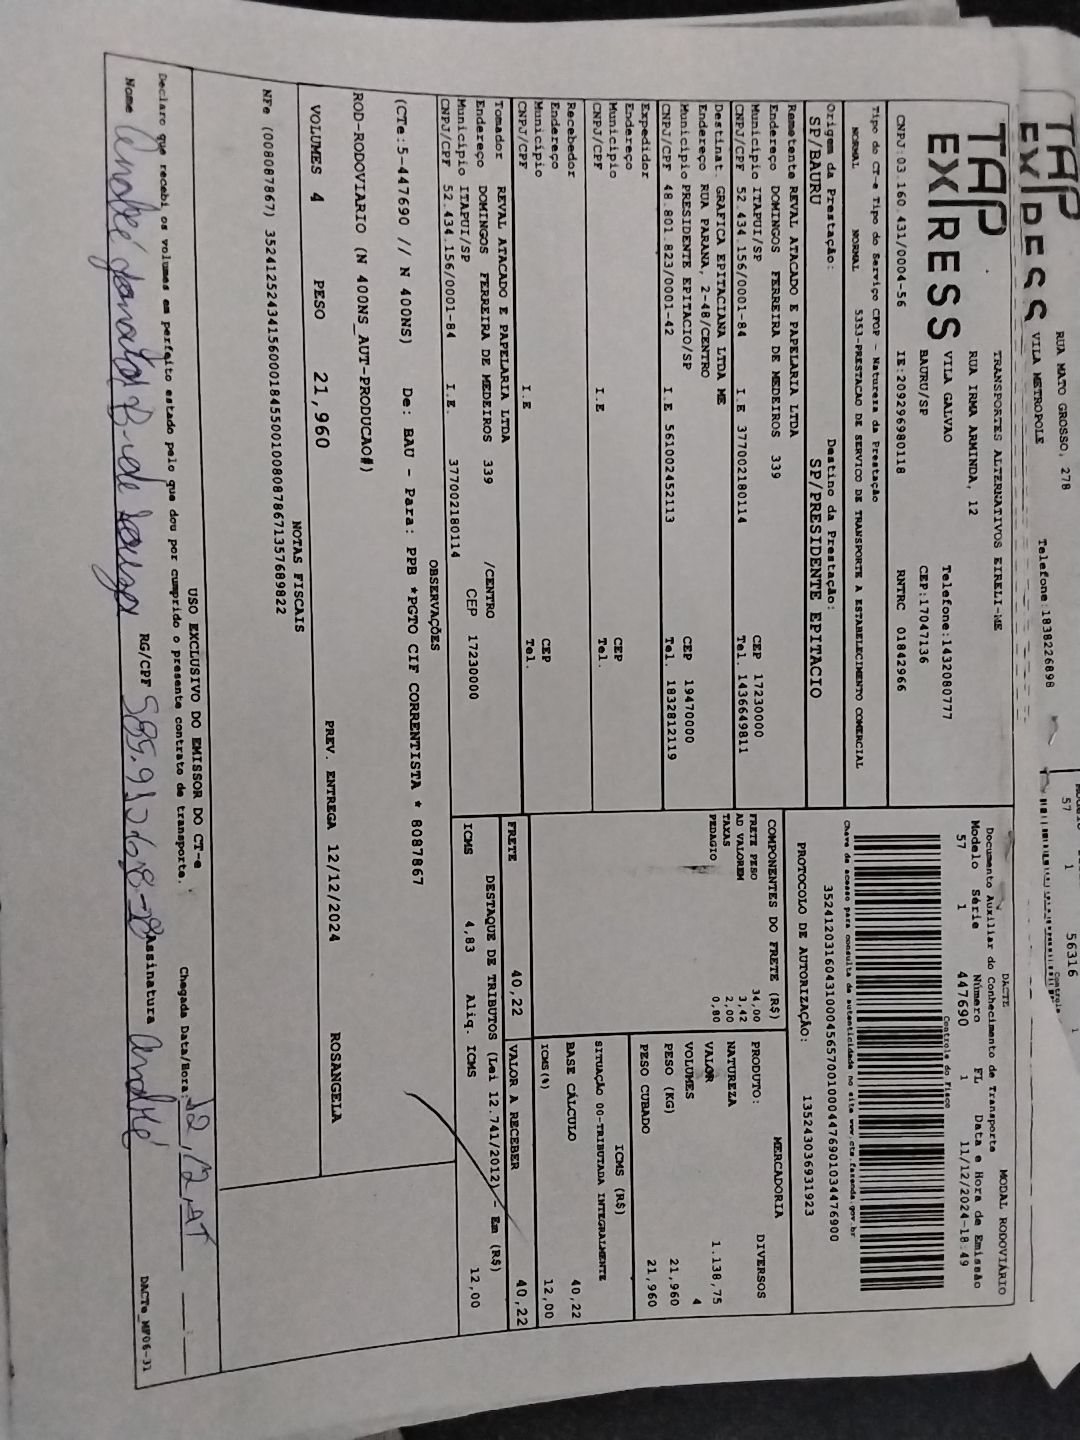 TAP
EXPRESS
RUA MATO GROSSO, 278
VILA METROPOLE
Telefone:1838226898
57 1 56316 1
TAP
EXPRESS
TRANSPORTES ALTERNATIVOS EIRELI-ME
RUA IRMA ARMINDA, 12
VILA GALVAO
Telefone:1432080777
BAURU/SP
CEP:17047136
CNPJ:03.160.431/0004-56 IE:209296980118 RNTRC 01842966
Tipo do CT-e Tipo do Serviço CFOP - Natureza da Prestação
NORMAL NORMAL 5353-PRESTACAO DE SERVICO DE TRANSPORTE A ESTABELECIMENTO COMERCIAL
Origem da Prestação: Destino da Prestação:
SP/BAURU SP/PRESIDENTE EPITACIO
Remetente REVAL ATACADO E PAPELARIA LTDA
Endereço DOMINGOS FERREIRA DE MEDEIROS 339
Município ITAPUI/SP CEP 17230000
CNPJ/CPF 52.434.156/0001-84 I.E 377002180114 Tel. 1436649811
Destinat. GRAFICA EPITACIANA LTDA ME
Endereço RUA PARANA, 2-48/CENTRO
Município PRESIDENTE EPITACIO/SP CEP 19470000
CNPJ/CPF 48.801.823/0001-42 I.E 561002452113 Tel. 1832812119
Expedidor
Endereço
Município CEP
CNPJ/CPF I.E Tel.
Recebedor
Endereço
Município CEP
CNPJ/CPF I.E Tel.
Tomador REVAL ATACADO E PAPELARIA LTDA
Endereço DOMINGOS FERREIRA DE MEDEIROS 339 /CENTRO
Município ITAPUI/SP CEP 17230000
CNPJ/CPF 52.434.156/0001-84 I.E. 377002180114
DACTE MODAL RODOVIÁRIO
Documento Auxiliar do Conhecimento de Transporte
Modelo Série Número FL Data e Hora de Emissão
57 1 447690 1 11/12/2024-18:49
Controle do Fisco
Chave de acesso para consulta de autenticidade no site www.cte.fazenda.gov.br
35241203160431000456570010004476901034476900
PROTOCOLO DE AUTORIZAÇÃO: 135243036931923
COMPONENTES DO FRETE (R$)
FRETE PESO 34,00
AD VALOREM 3,42
TAXAS 2,00
PEDAGIO 0,80
MERCADORIA
PRODUTO: DIVERSOS
NATUREZA
VALOR 1.138,75
VOLUMES 4
PESO (KG) 21,960
PESO CUBADO 21,960
ICMS (R$)
SITUAÇÃO 00-TRIBUTADA INTEGRALMENTE
BASE CÁLCULO 40,22
ICMS(%) 12,00
FRETE 40,22 VALOR A RECEBER 40,22
DESTAQUE DE TRIBUTOS (Lei 12.741/2012) - Em (R$)
ICMS 4,83 Aliq. ICMS 12,00
OBSERVAÇÕES
(CTe:5-447690 // N 400NS) De: BAU - Para: PPB *PGTO CIF CORRENTISTA * 8087867
ROD-RODOVIARIO (N 400NS_AUT-PRODUCAO#)
VOLUMES 4 PESO 21,960 PREV. ENTREGA 12/12/2024 ROSANGELA
NOTAS FISCAIS
NFe (008087867) 35241252434156000184550010080878671357689822
USO EXCLUSIVO DO EMISSOR DO CT-e
Declaro que recebi os volumes em perfeito estado pelo que dou por cumprido o presente contrato de transporte. Chegada Data/Hora:
Nome André RG/CPF Assinatura André
DACTe_MP06-31